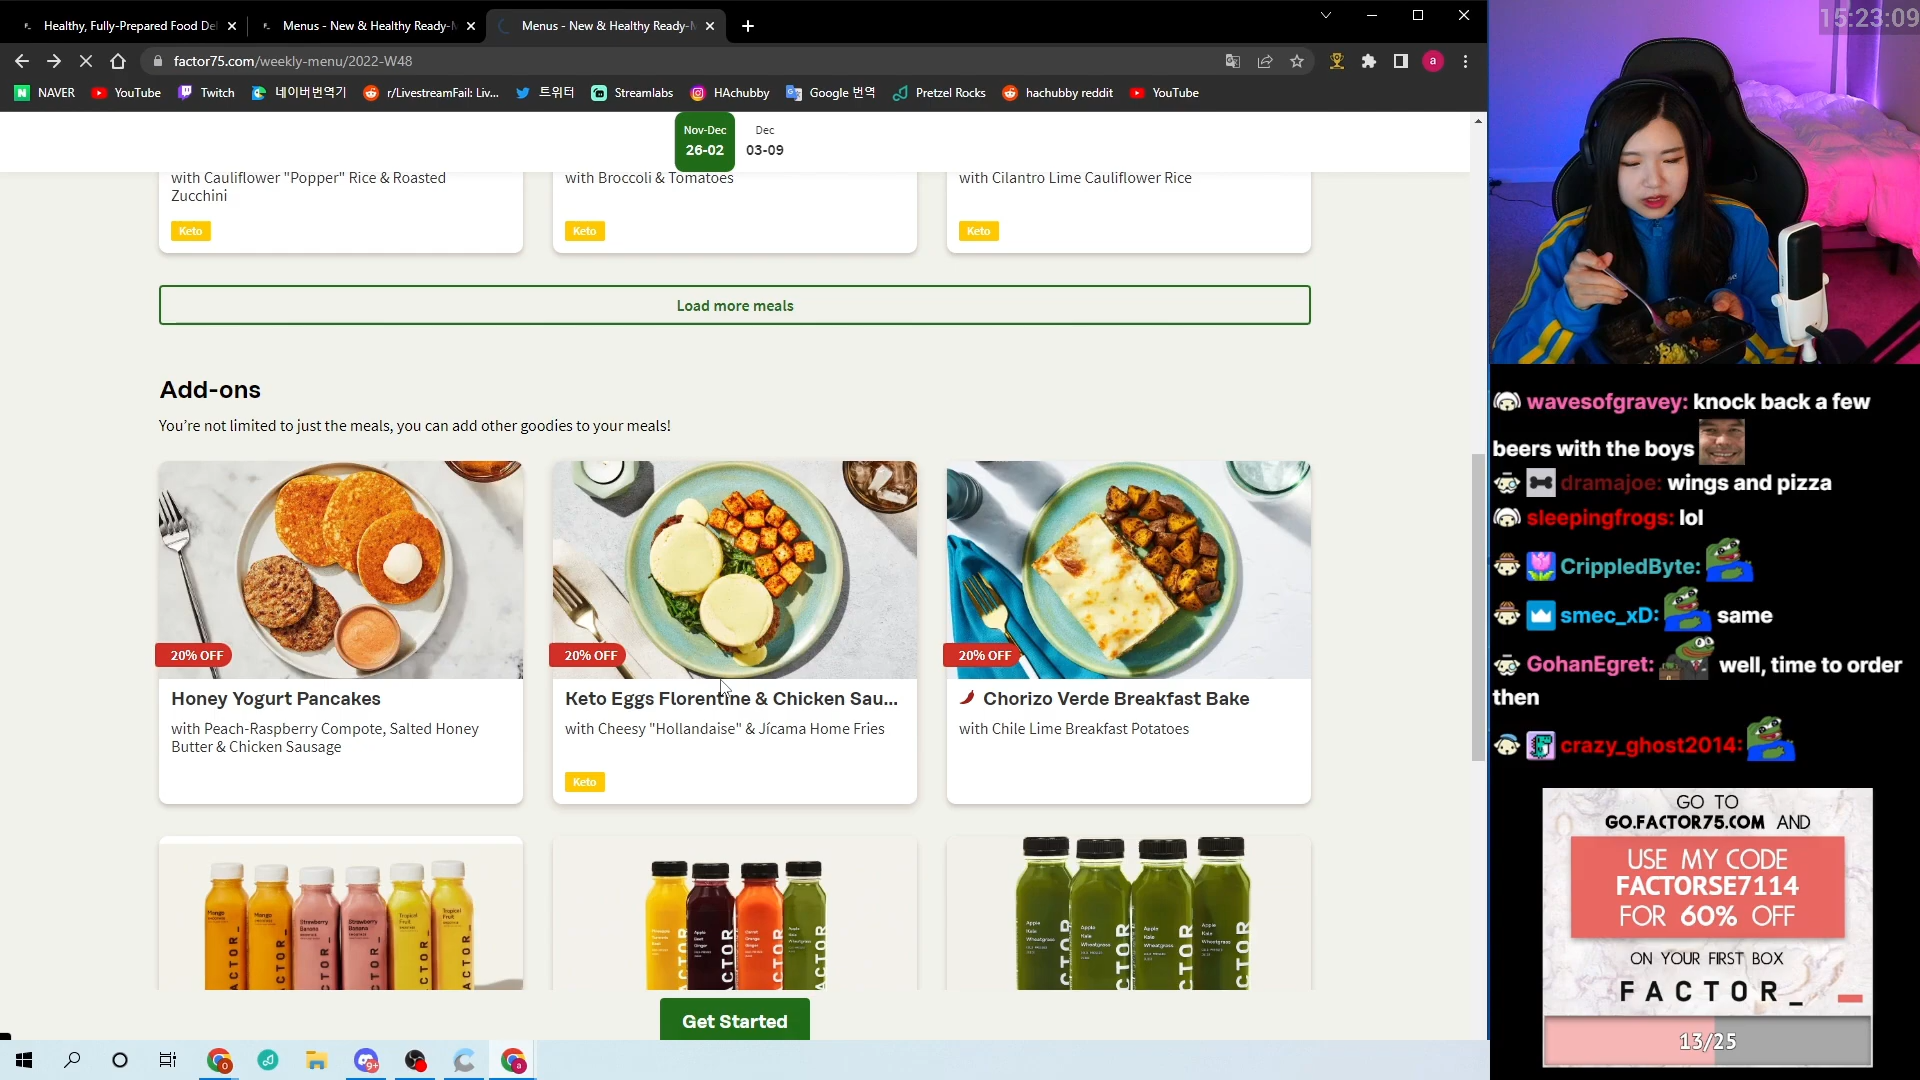 Healthy, Fully-Prepared Food De
Menus - New & Healthy Ready-M
Menus - New & Healthy Ready-M
15:23:09
factor75.com/weekly-menu/2022-W48
a
NAVER
YouTube
Twitch
네이버번역기
r/LivestreamFail: Liv...
트위터
Streamlabs
HAchubby
Google 번역
Pretzel Rocks
hachubby reddit
YouTube
Nov-Dec
26-02
Dec
03-09
with Cauliflower "Popper" Rice & Roasted
Zucchini
Keto
with Broccoli & Tomatoes
Keto
with Cilantro Lime Cauliflower Rice
Keto
Load more meals
Add-ons
You’re not limited to just the meals, you can add other goodies to your meals!
20% OFF
Honey Yogurt Pancakes
with Peach-Raspberry Compote, Salted Honey
Butter & Chicken Sausage
20% OFF
Keto Eggs Florentine & Chicken Sau...
with Cheesy "Hollandaise" & Jícama Home Fries
Keto
20% OFF
Chorizo Verde Breakfast Bake
with Chile Lime Breakfast Potatoes
Get Started
wavesofgravey: knock back a few
beers with the boys
dramajoe: wings and pizza
sleepingfrogs: lol
CrippledByte:
smec_xD: same
GohanEgret: well, time to order
then
crazy_ghost2014:
GO TO
GO.FACTOR75.COM AND
USE MY CODE
FACTORSE7114
FOR 60% OFF
ON YOUR FIRST BOX
FACTOR_
13/25